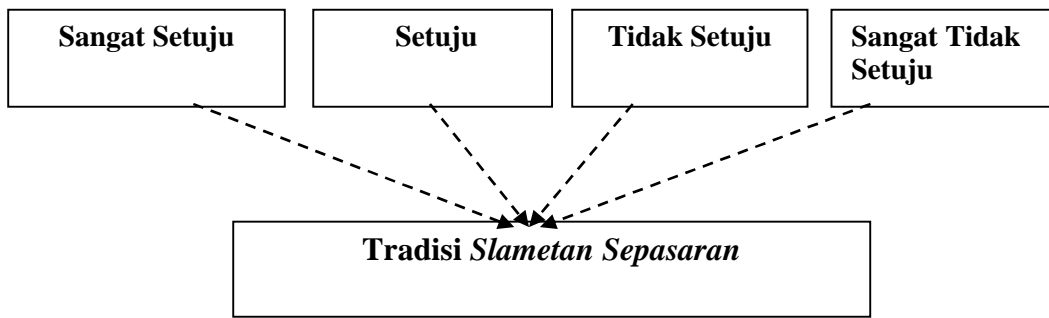 Sangat Setuju
Setuju
Tidak Setuju
Sangat Tidak
Setuju
Tradisi Slametan Sepasaran